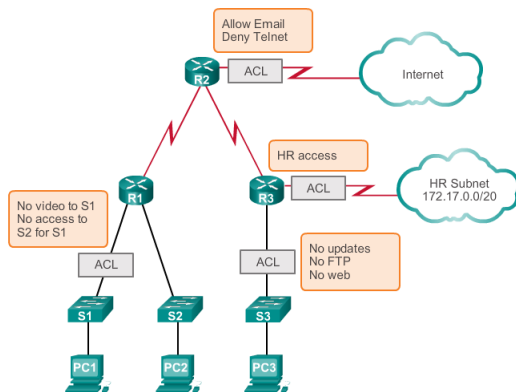 Allow Email
Deny Telnet
ACL
R2
Internet
HR access
R1
R3
ACL
HR Subnet
172.17.0.0/20
No video to S1
No access to
S2 for S1
ACL
ACL
No updates
No FTP
No web
S1
S2
S3
PC1
PC2
PC3